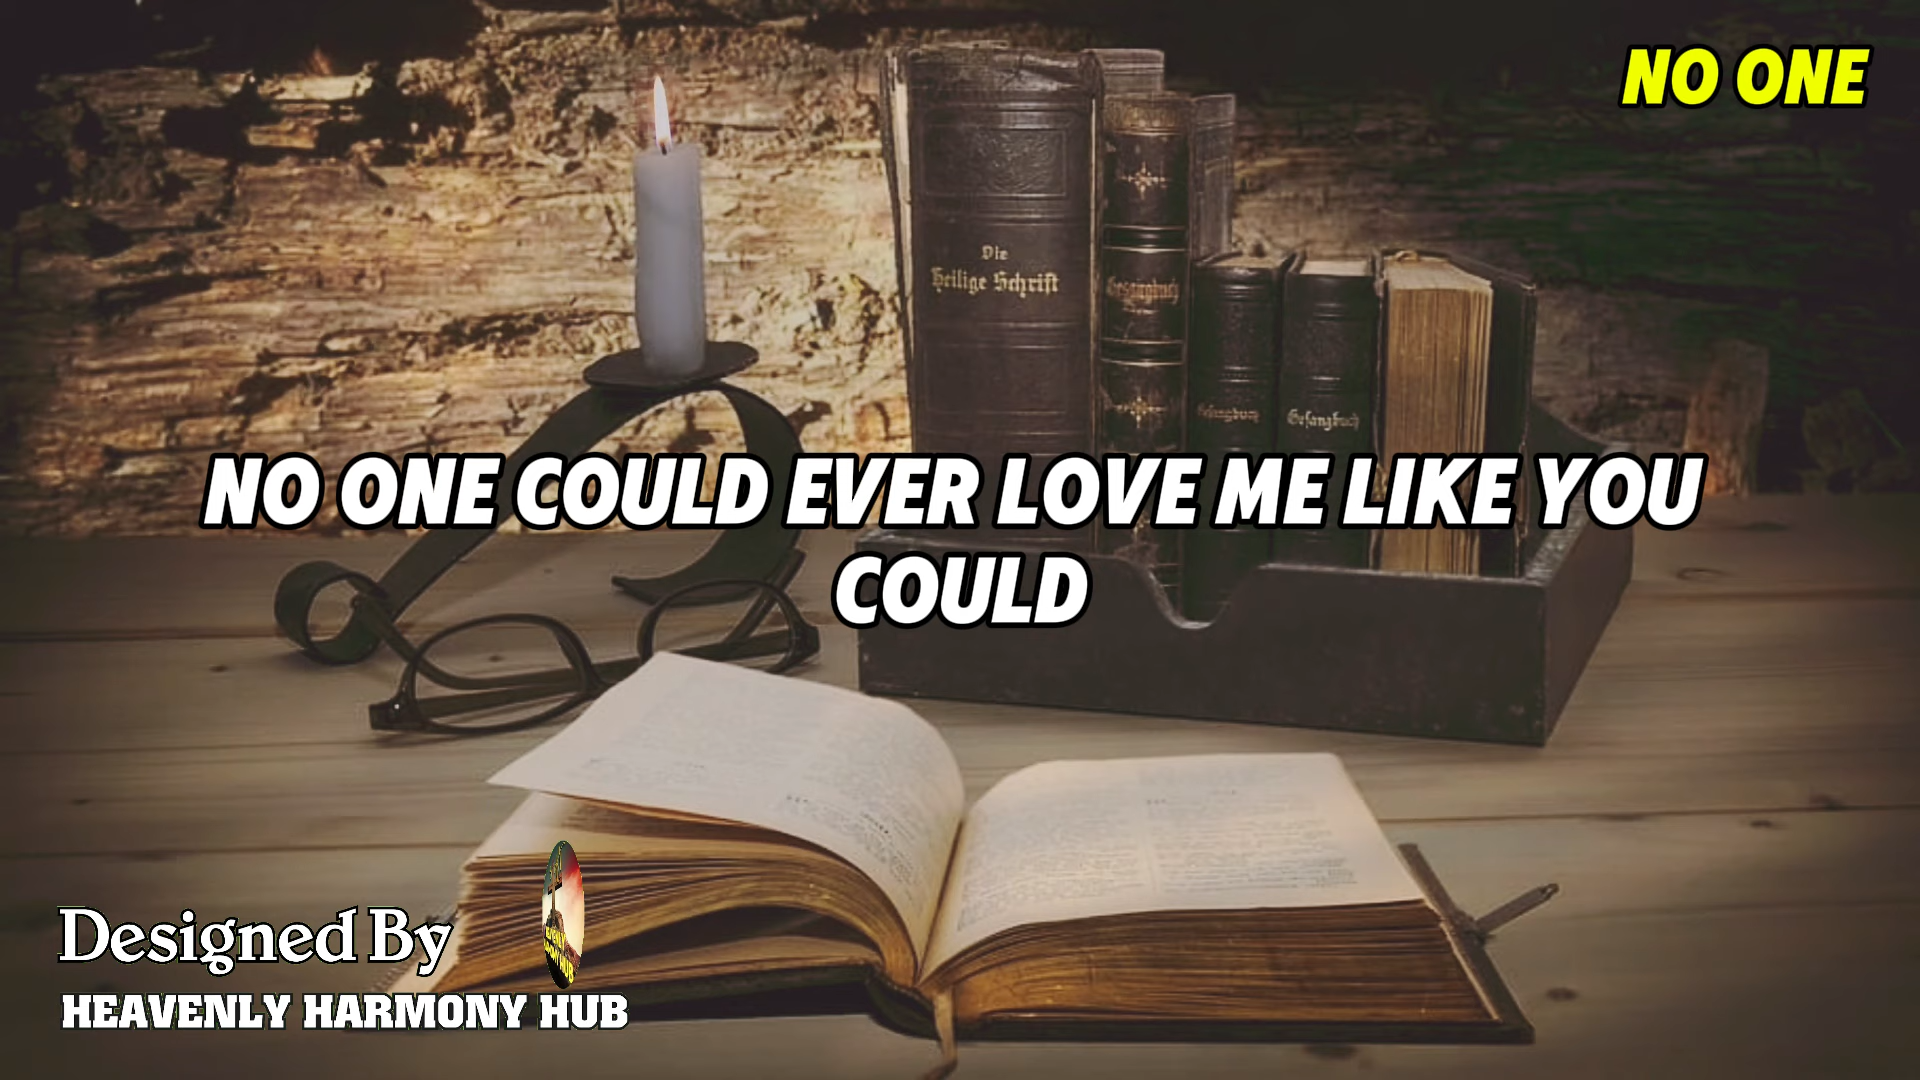 NO ONE
Die
Heilige Schrift
Gesangbuch
Gesangbuch
Gesangbuch
NO ONE COULD EVER LOVE ME LIKE YOU
COULD
Designed By
HEAVENLY HARMONY HUB